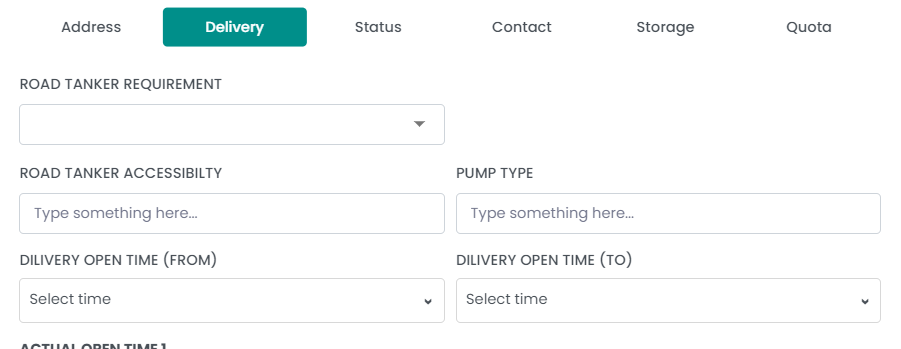 Address Delivery Status Contact Storage Quota
ROAD TANKER REQUIREMENT
ROAD TANKER ACCESSIBILTY PUMP TYPE
Type something here... Type something here...
DILIVERY OPEN TIME (FROM) DILIVERY OPEN TIME (TO)
Select time Select time
ACTUAL OPEN TIME 1